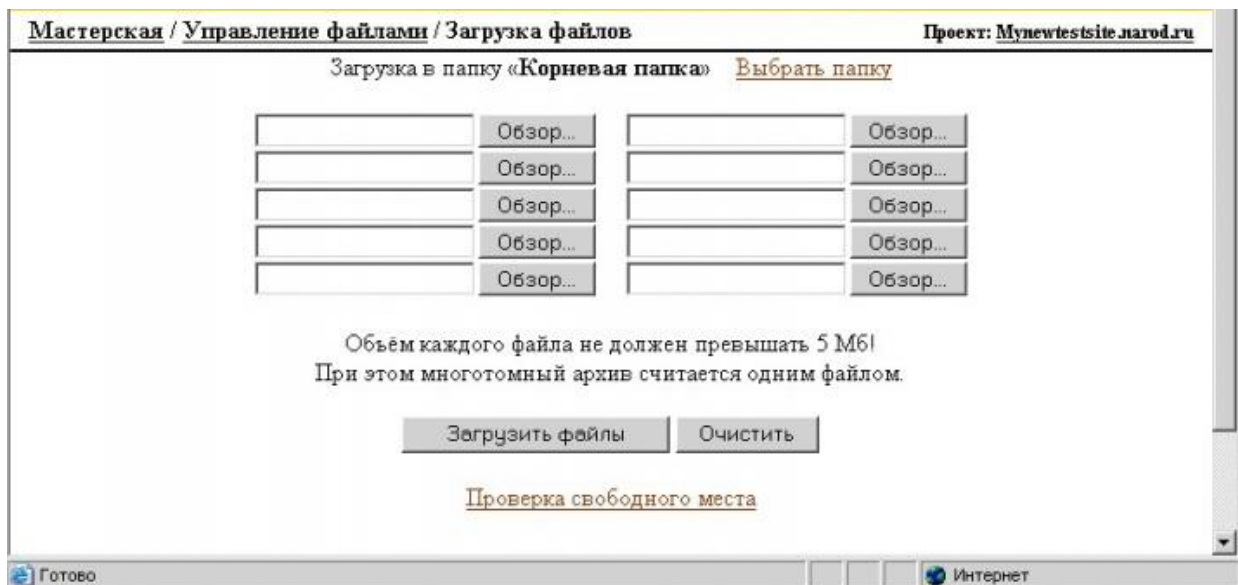 Мастерская / Управление файлами / Загрузка файлов Проект: Mynewtestsite.narod.ru
Загрузка в папку «Корневая папка» Выбрать папку
Обзор... Обзор...
Обзор... Обзор...
Обзор... Обзор...
Обзор... Обзор...
Обзор... Обзор...
Объём каждого файла не должен превышать 5 Мб!
При этом многотомный архив считается одним файлом.
Загрузить файлы Очистить
Проверка свободного места
Готово Интернет